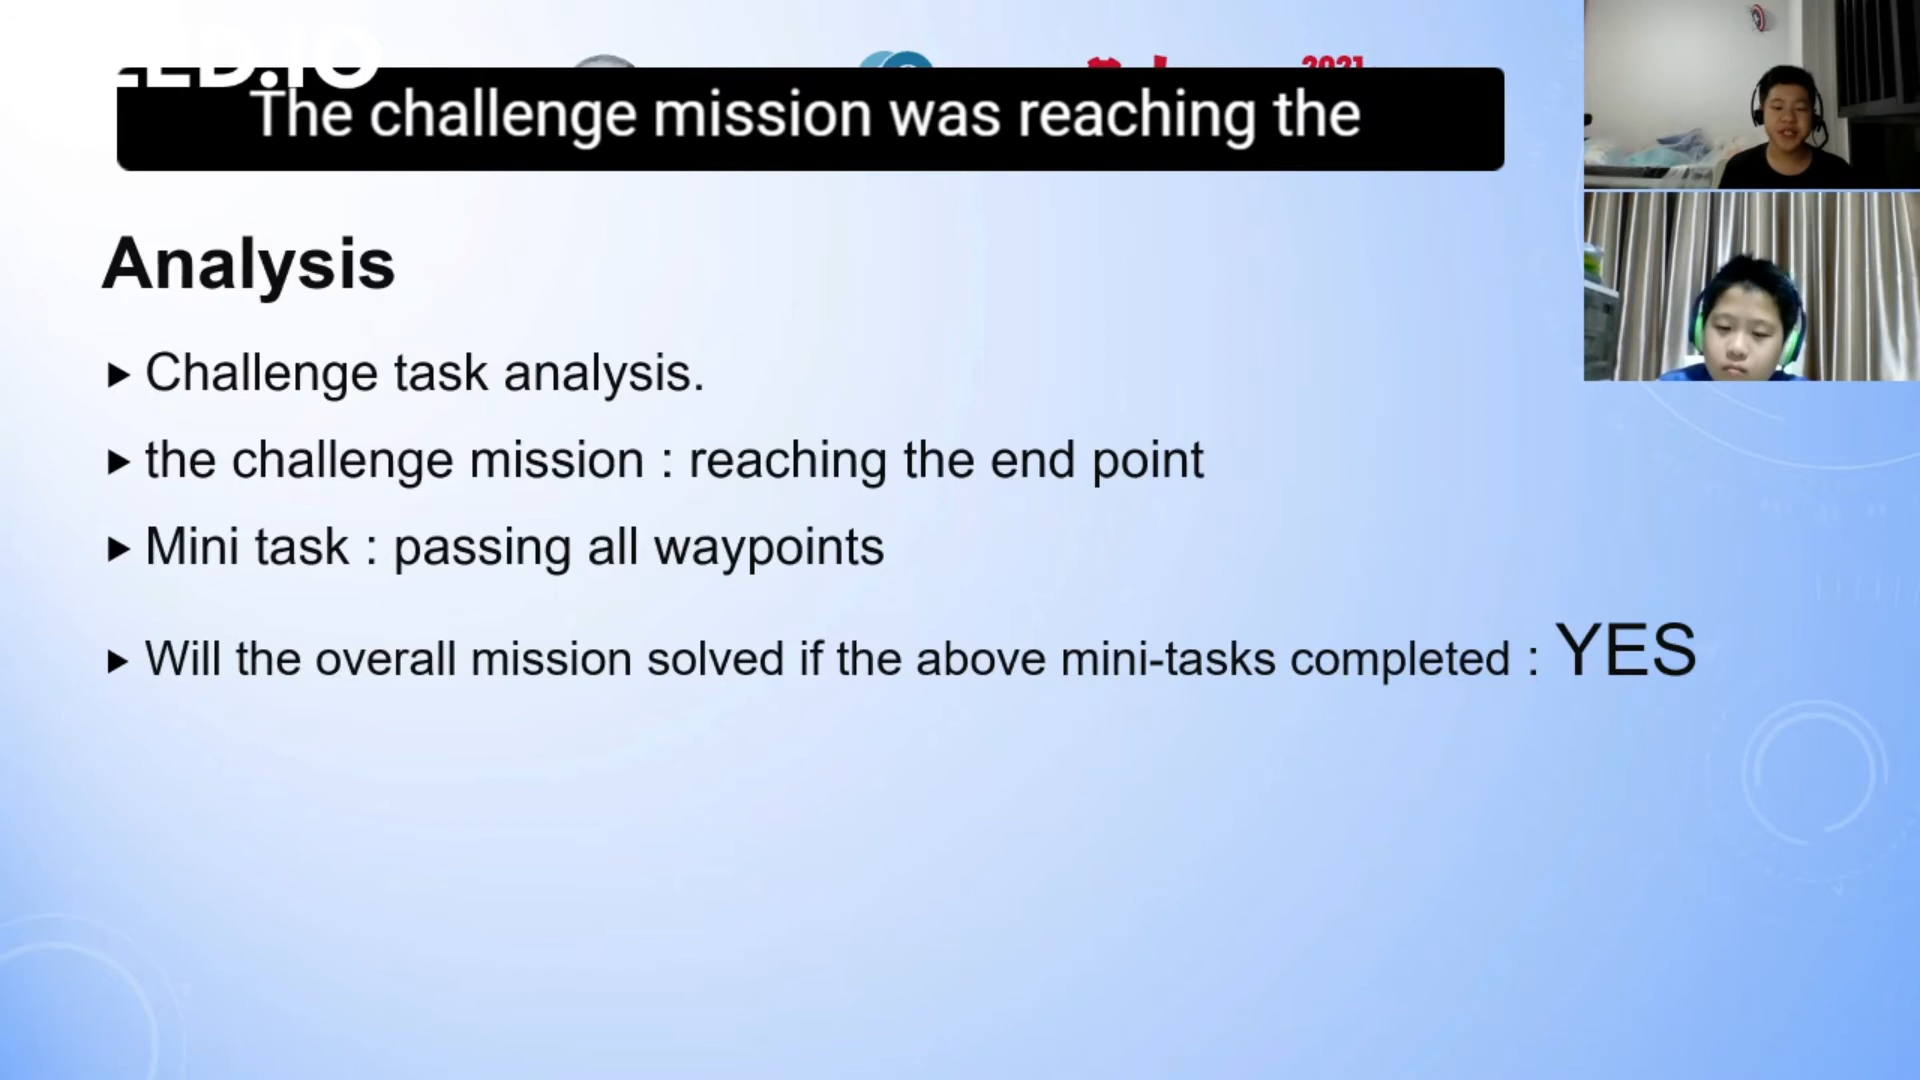 The challenge mission was reaching the
Analysis
Challenge task analysis.
the challenge mission : reaching the end point
Mini task : passing all waypoints
Will the overall mission solved if the above mini-tasks completed : YES